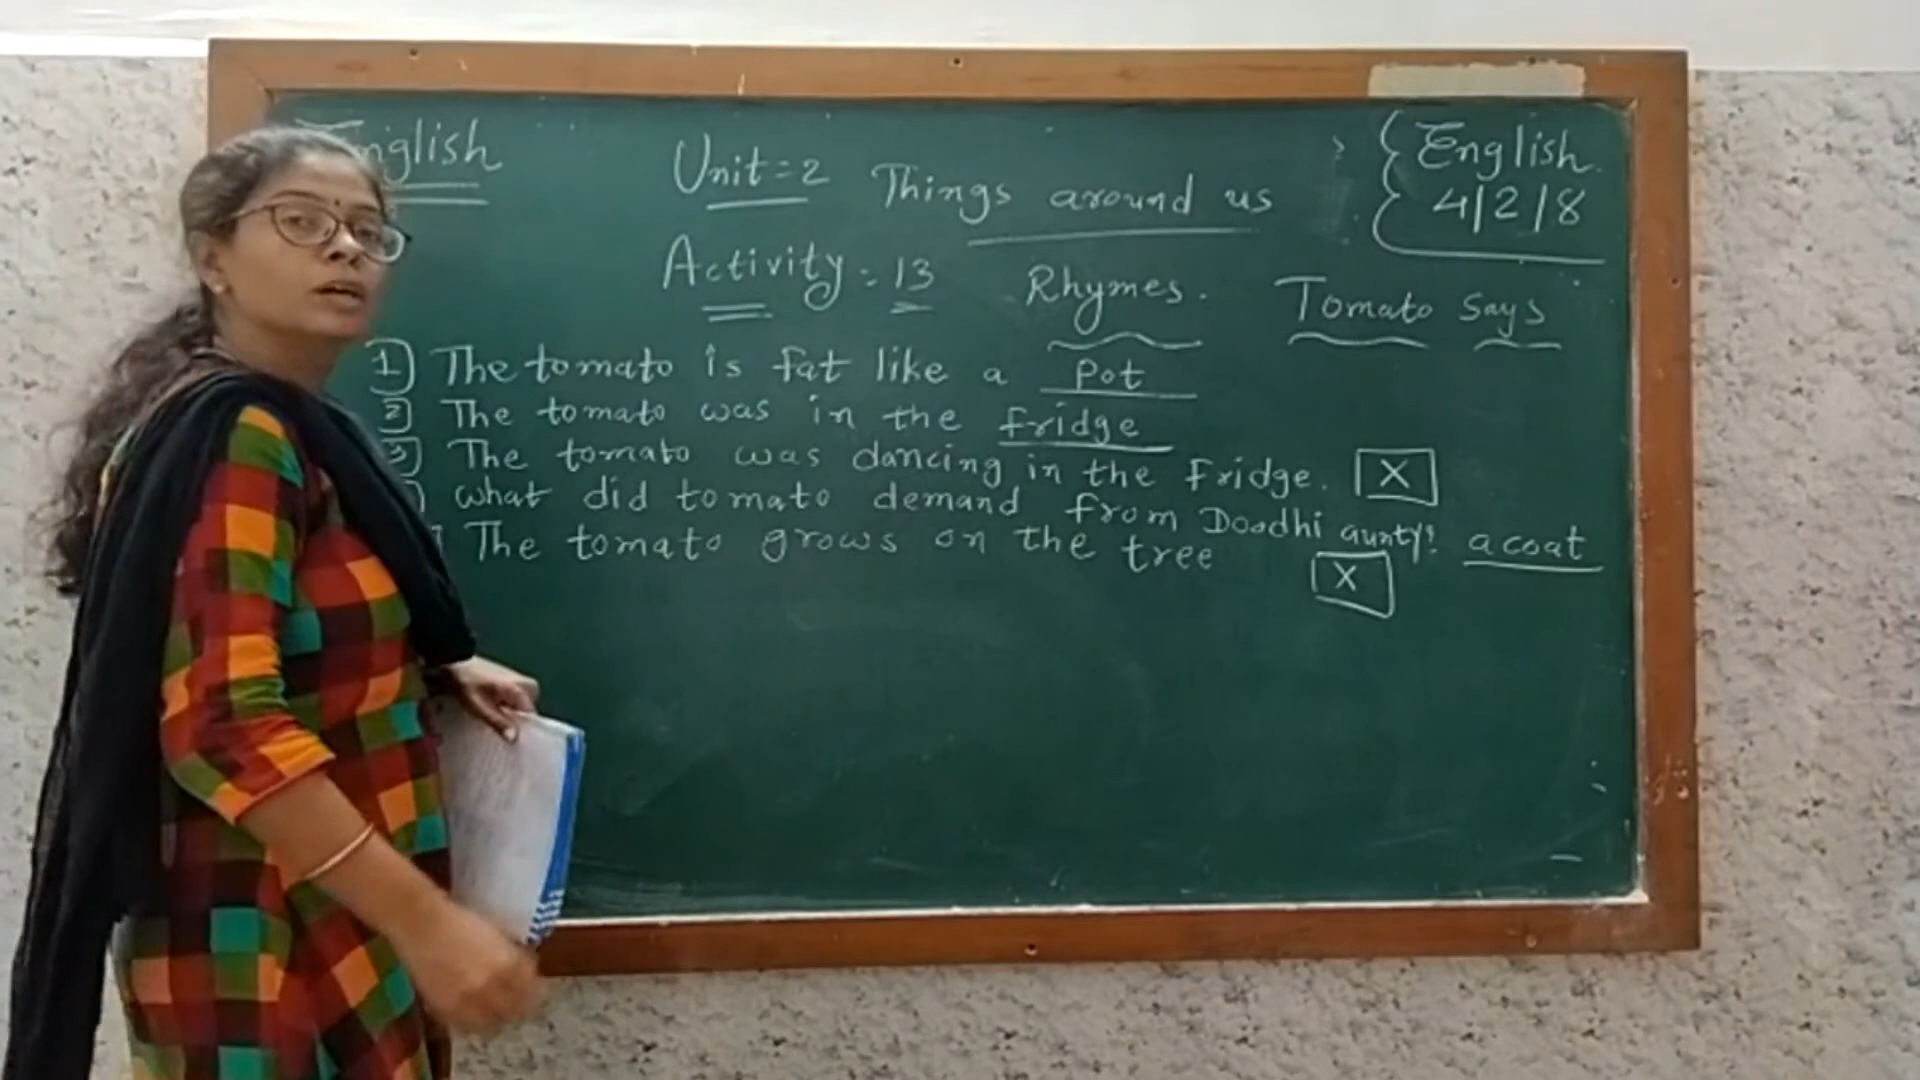 English
Unit=2 Things around us
English.
4/2/8
Activity: 13 Rhymes. Tomato says
1 The tomato is fat like a Pot
2 The tomato was in the fridge
3 The tomato was dancing in the fridge. X
what did tomato demand from Doodhi aunty? a coat
The tomato grows on the tree X